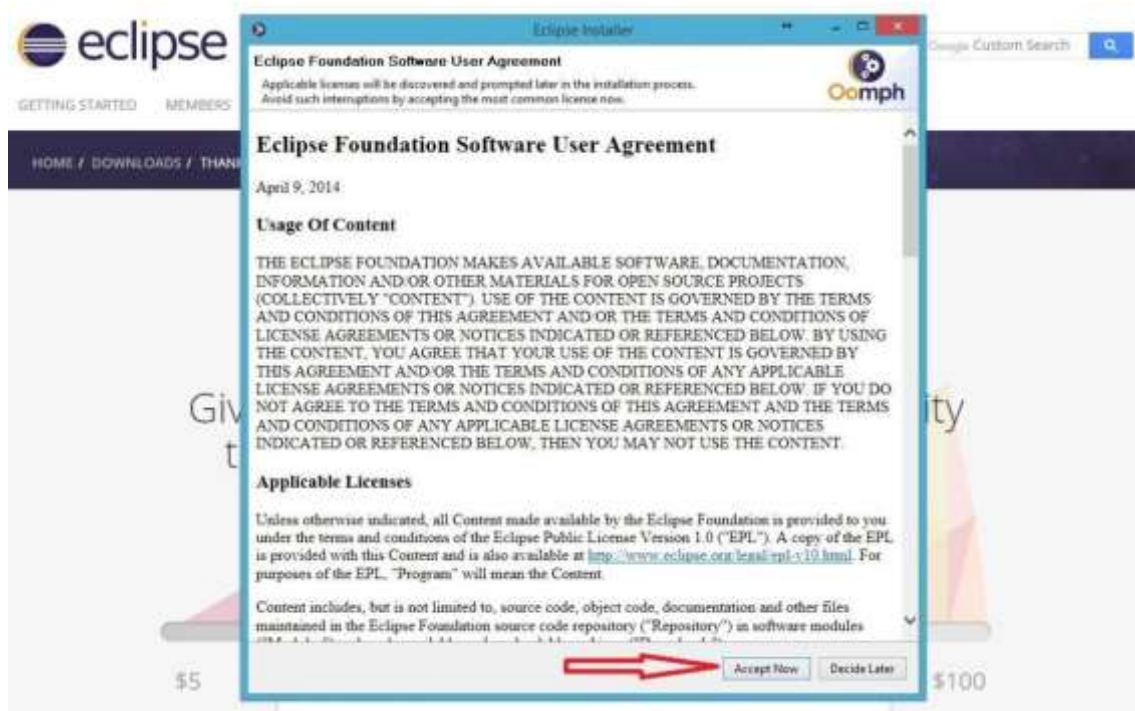 eclipse
Eclipse Installer
Google Custom Search
GETTING STARTED MEMBERS
HOME / DOWNLOADS / THAN
Eclipse Foundation Software User Agreement
Applicable licenses will be discovered and prompted later in the installation process.
Avoid such interruptions by accepting the most common license now.
Oomph
Eclipse Foundation Software User Agreement
April 9, 2014
Usage Of Content
THE ECLIPSE FOUNDATION MAKES AVAILABLE SOFTWARE, DOCUMENTATION,
INFORMATION AND/OR OTHER MATERIALS FOR OPEN SOURCE PROJECTS
(COLLECTIVELY "CONTENT"). USE OF THE CONTENT IS GOVERNED BY THE TERMS
AND CONDITIONS OF THIS AGREEMENT AND/OR THE TERMS AND CONDITIONS OF
LICENSE AGREEMENTS OR NOTICES INDICATED OR REFERENCED BELOW. BY USING
THE CONTENT, YOU AGREE THAT YOUR USE OF THE CONTENT IS GOVERNED BY
THIS AGREEMENT AND/OR THE TERMS AND CONDITIONS OF ANY APPLICABLE
LICENSE AGREEMENTS OR NOTICES INDICATED OR REFERENCED BELOW. IF YOU DO
NOT AGREE TO THE TERMS AND CONDITIONS OF THIS AGREEMENT AND THE TERMS
AND CONDITIONS OF ANY APPLICABLE LICENSE AGREEMENTS OR NOTICES
INDICATED OR REFERENCED BELOW, THEN YOU MAY NOT USE THE CONTENT.
Giv ity
t
Applicable Licenses
Unless otherwise indicated, all Content made available by the Eclipse Foundation is provided to you
under the terms and conditions of the Eclipse Public License Version 1.0 ("EPL"). A copy of the EPL
is provided with this Content and is also available at http://www.eclipse.org/legal/epl-v10.html. For
purposes of the EPL, "Program" will mean the Content.
Content includes, but is not limited to, source code, object code, documentation and other files
maintained in the Eclipse Foundation source code repository ("Repository") in software modules
Accept Now Decide Later
$5 $100